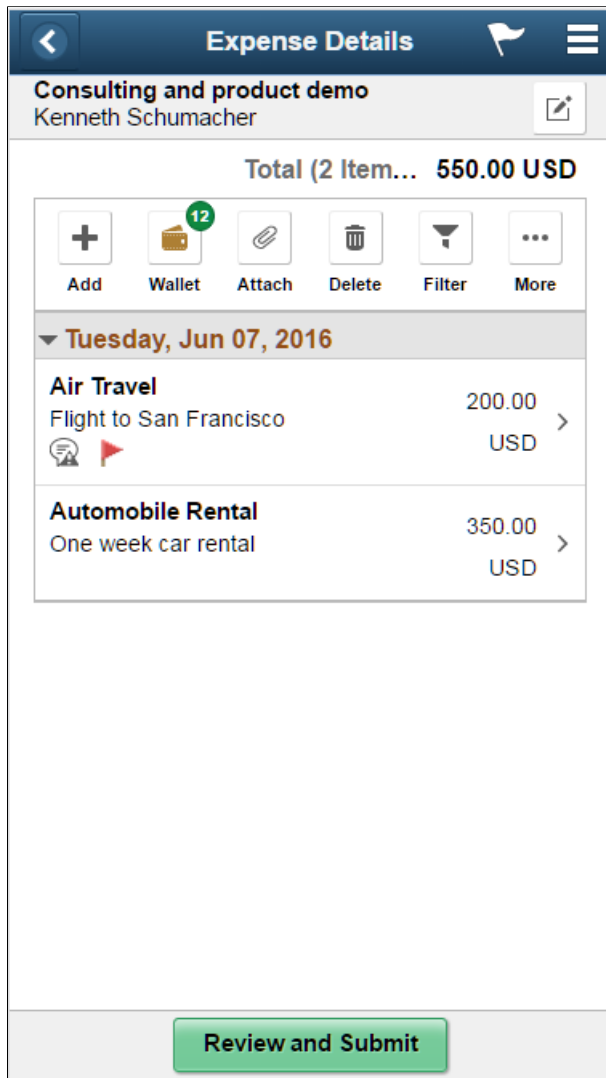 Expense Details
Consulting and product demo
Kenneth Schumacher
Total (2 Item... 550.00 USD
12
Add Wallet Attach Delete Filter More
Tuesday, Jun 07, 2016
Air Travel
Flight to San Francisco
200.00
USD
Automobile Rental
One week car rental
350.00
USD
Review and Submit